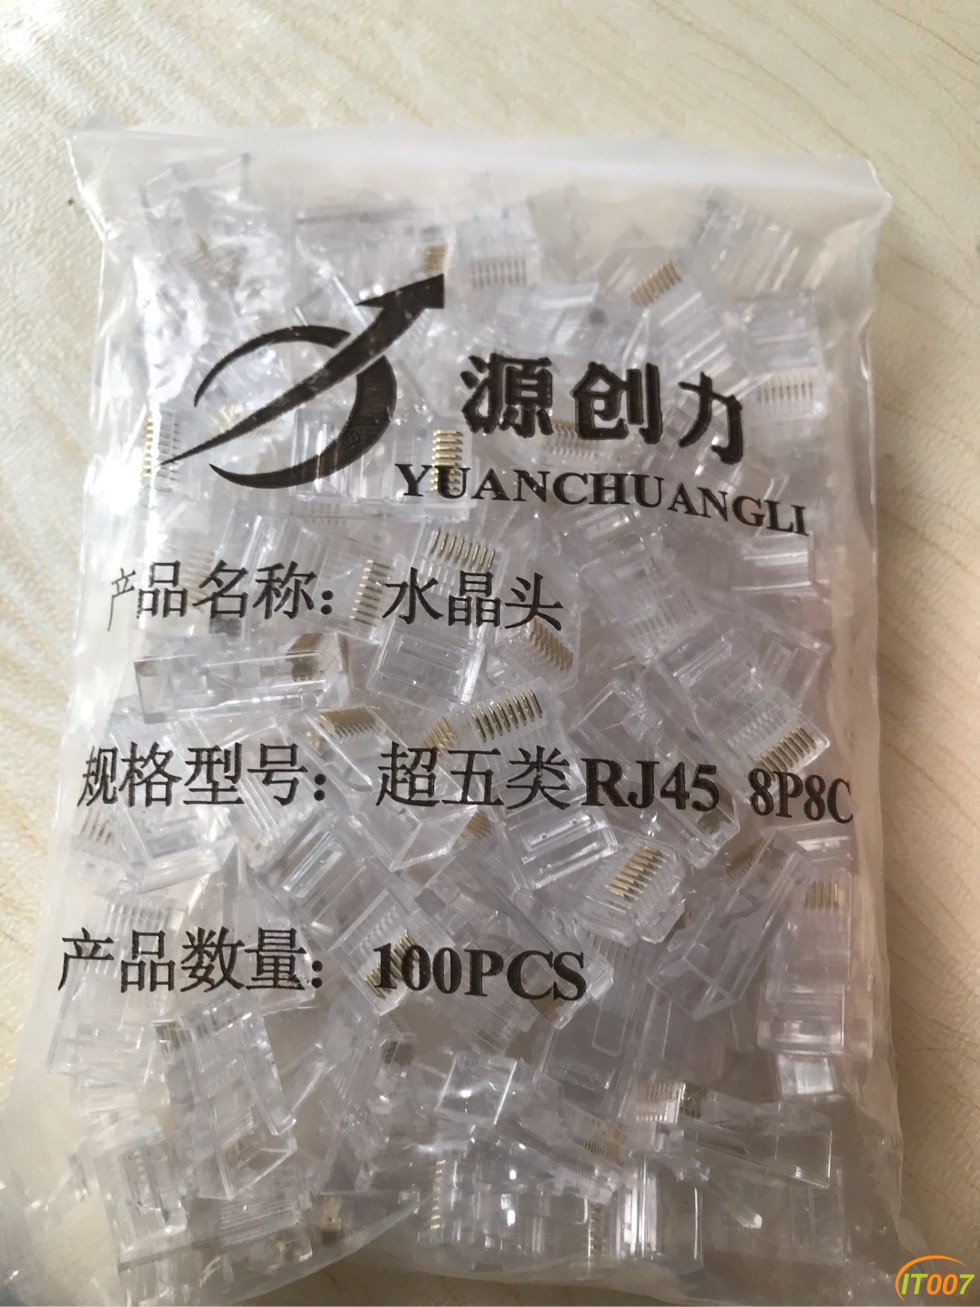 源创力
YUANCHUANGLI
产品名称：水晶头
规格型号：超五类RJ45 8P8C
产品数量：100PCS
IT007